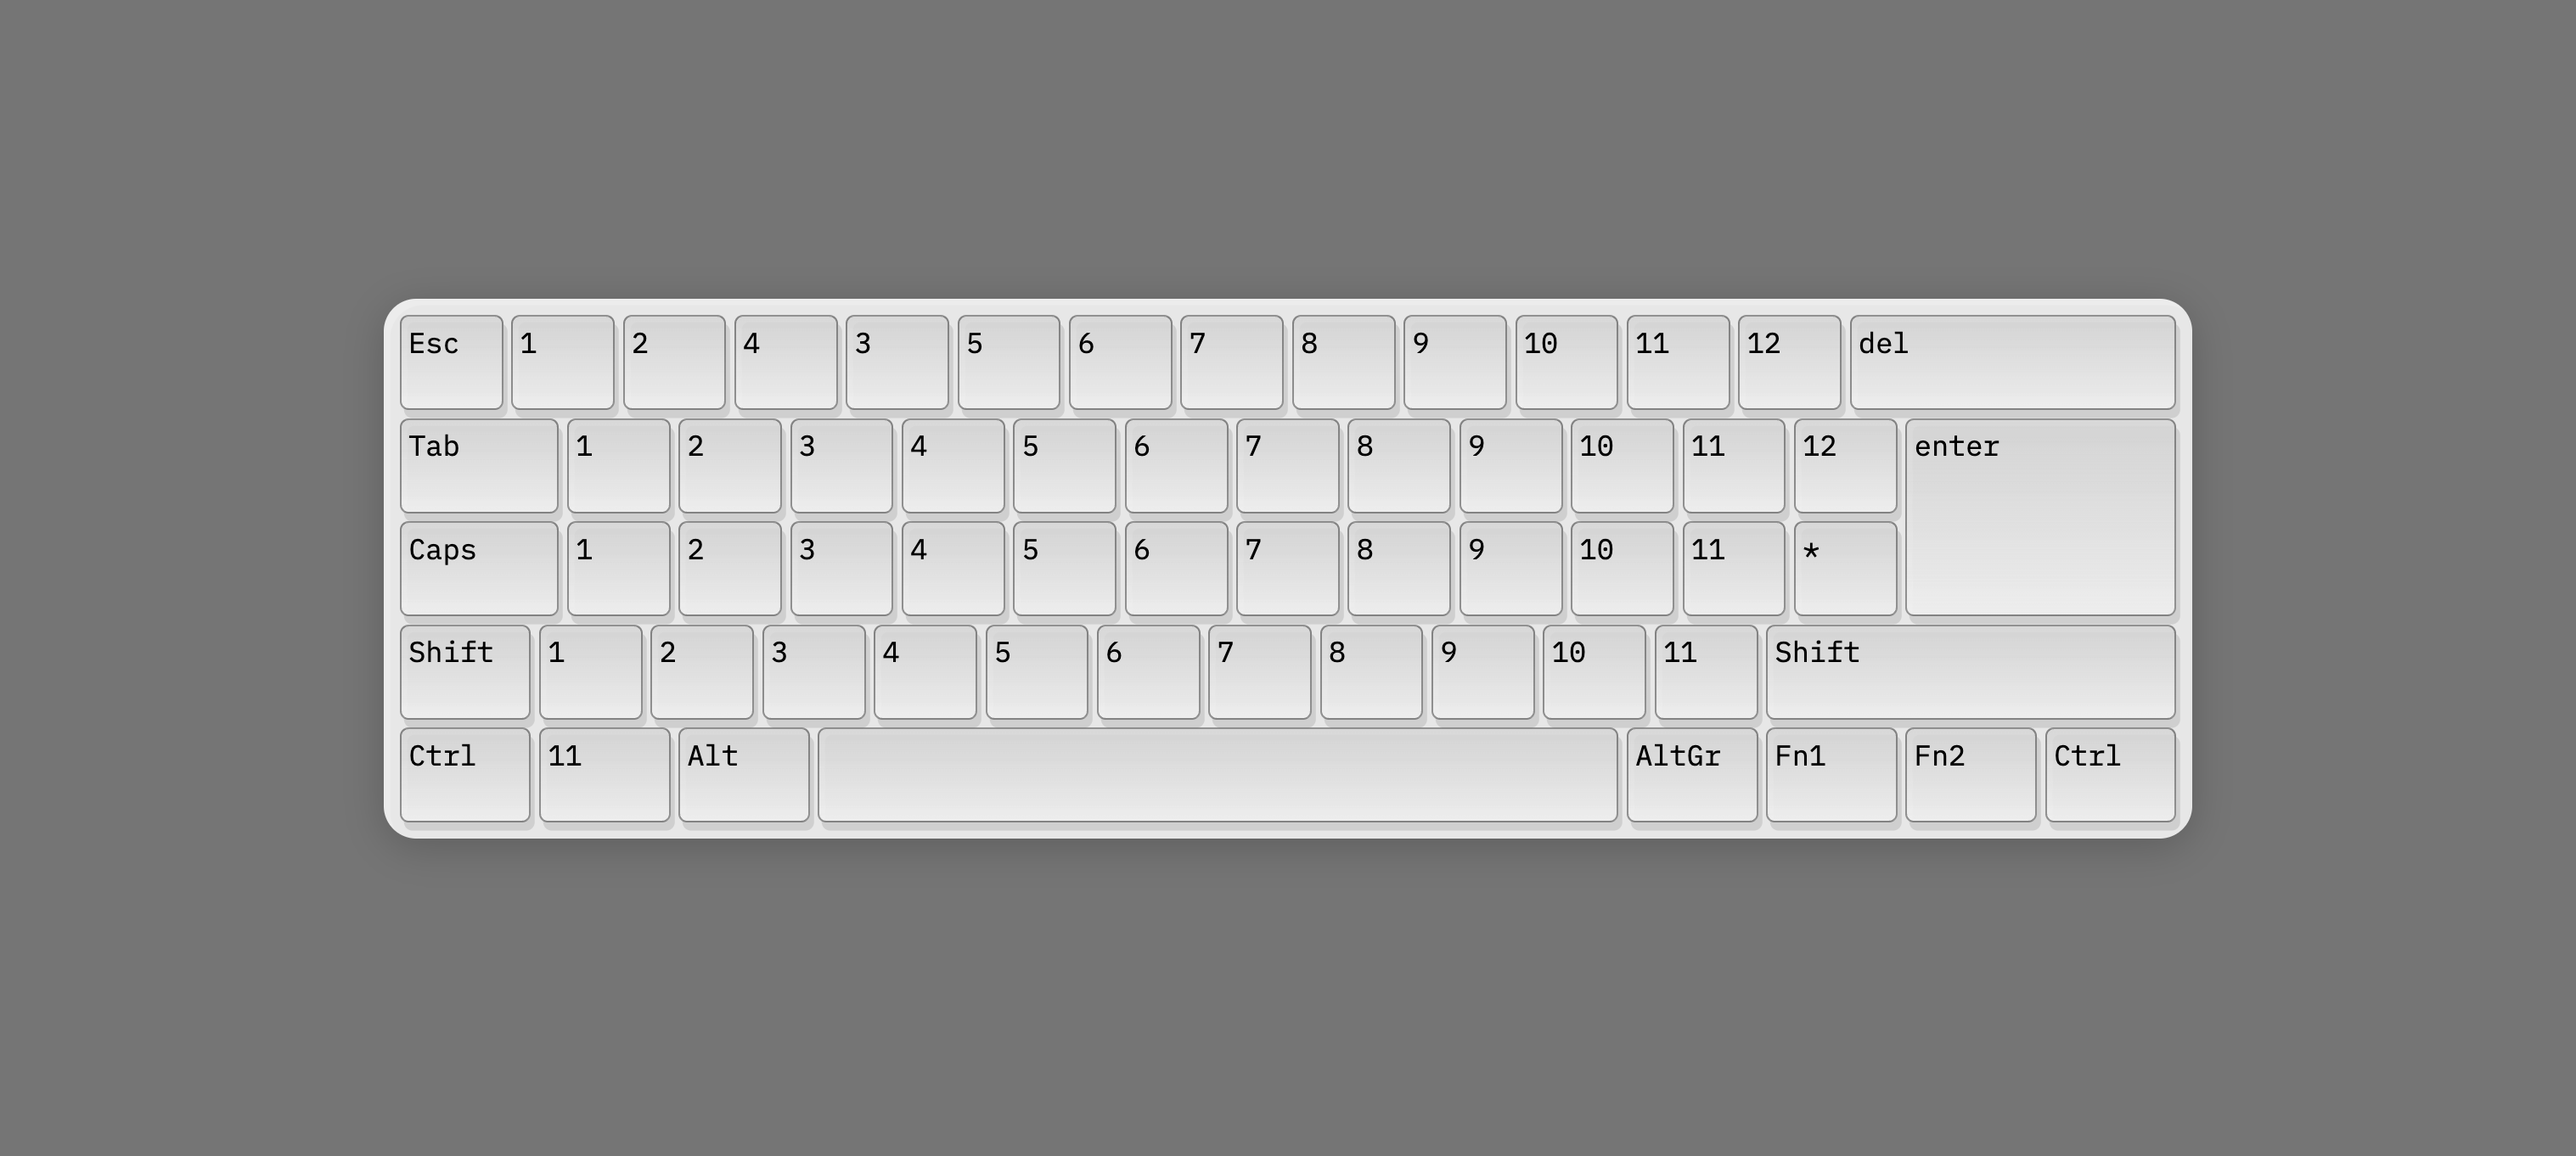 Esc 1 2 4 3 5 6 7 8 9 10 11 12 del
Tab 1 2 3 4 5 6 7 8 9 10 11 12 enter
Caps 1 2 3 4 5 6 7 8 9 10 11 *
Shift 1 2 3 4 5 6 7 8 9 10 11 Shift
Ctrl 11 Alt AltGr Fn1 Fn2 Ctrl